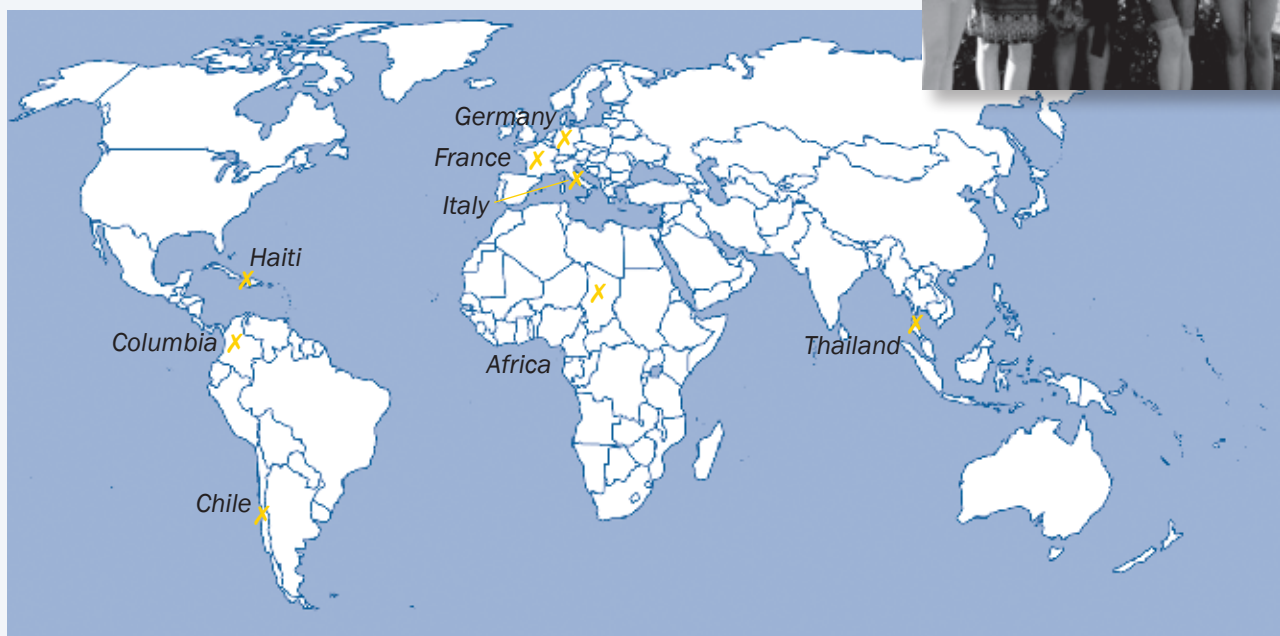 Germany
France
Italy
Haiti
Columbia
Thailand
Africa
Chile